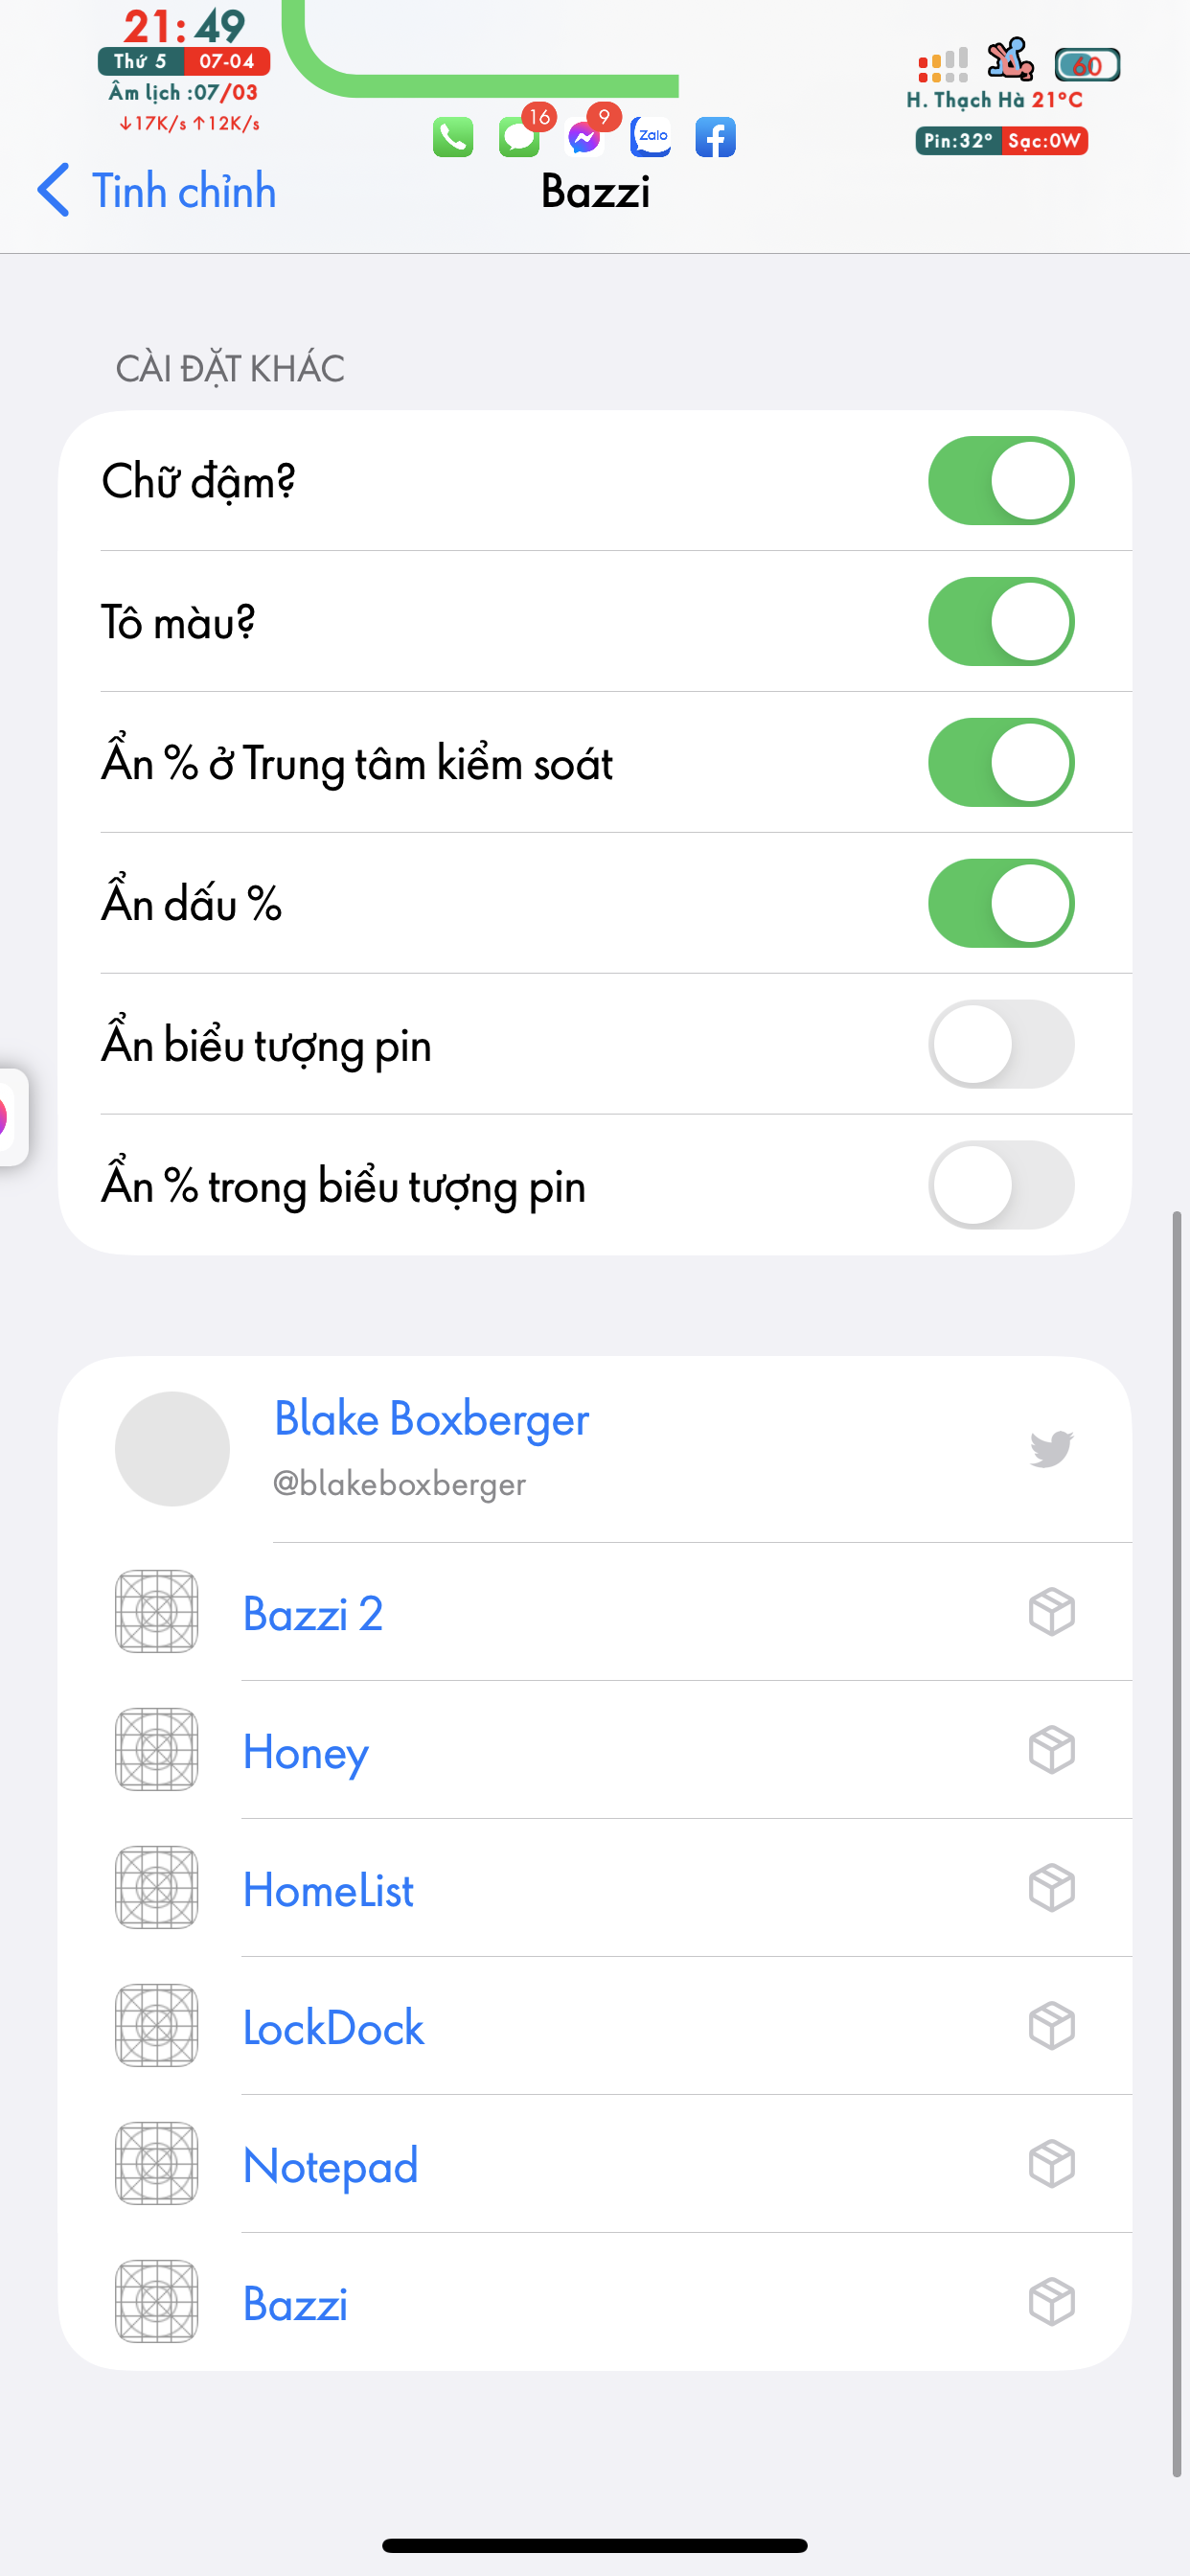 21:49
Thứ 5 07-04
Âm lịch :07/03
↓17K/s ↑12K/s
16
9
Zalo
60
H. Thạch Hà 21°C
Pin:32° Sạc:0W
Tinh chỉnh
Bazzi
CÀI ĐẶT KHÁC
Chữ đậm?
Tô màu?
Ẩn % ở Trung tâm kiểm soát
Ẩn dấu %
Ẩn biểu tượng pin
Ẩn % trong biểu tượng pin
Blake Boxberger
@blakeboxberger
Bazzi 2
Honey
HomeList
LockDock
Notepad
Bazzi